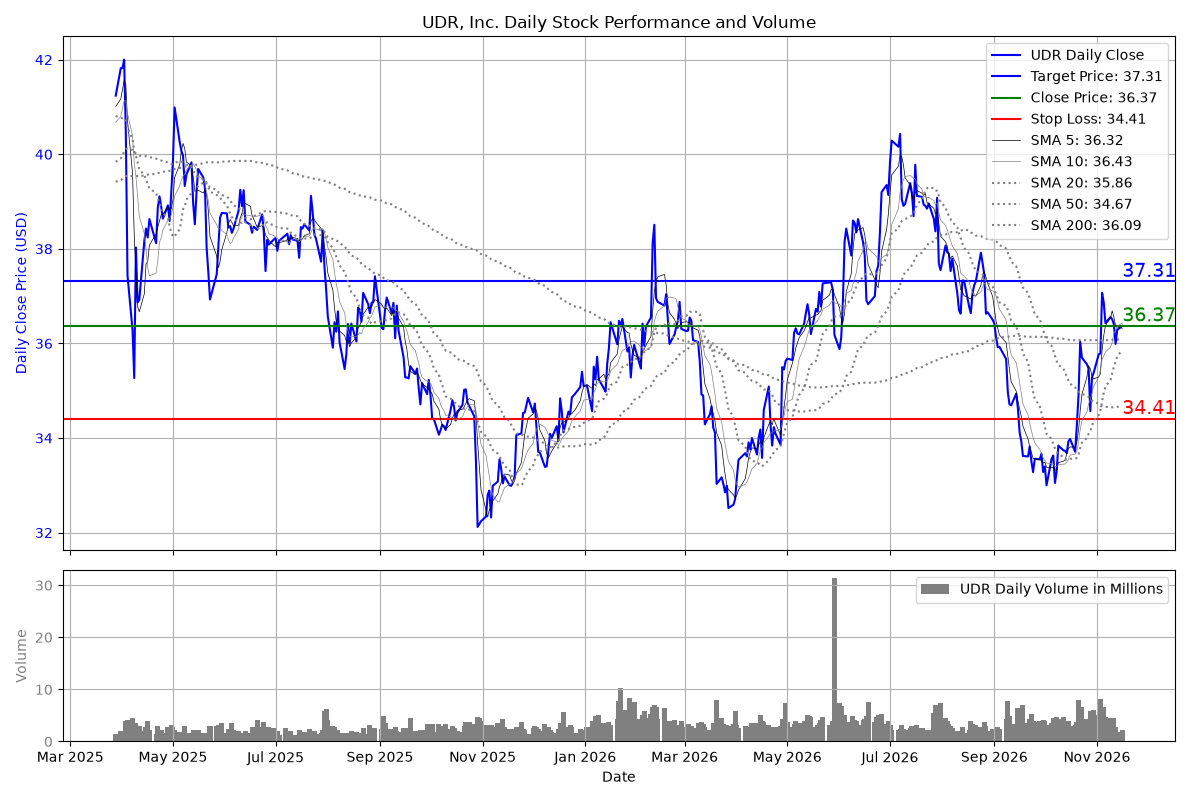 UDR, Inc. Daily Stock Performance and Volume
Daily Close Price (USD)
42
40
38
36
34
32
UDR Daily Close
Target Price: 37.31
Close Price: 36.37
Stop Loss: 34.41
SMA 5: 36.32
SMA 10: 36.43
SMA 20: 35.86
SMA 50: 34.67
SMA 200: 36.09
37.31
36.37
34.41
Volume
30
20
10
0
UDR Daily Volume in Millions
Mar 2025 May 2025 Jul 2025 Sep 2025 Nov 2025 Jan 2026 Mar 2026 May 2026 Jul 2026 Sep 2026 Nov 2026
Date